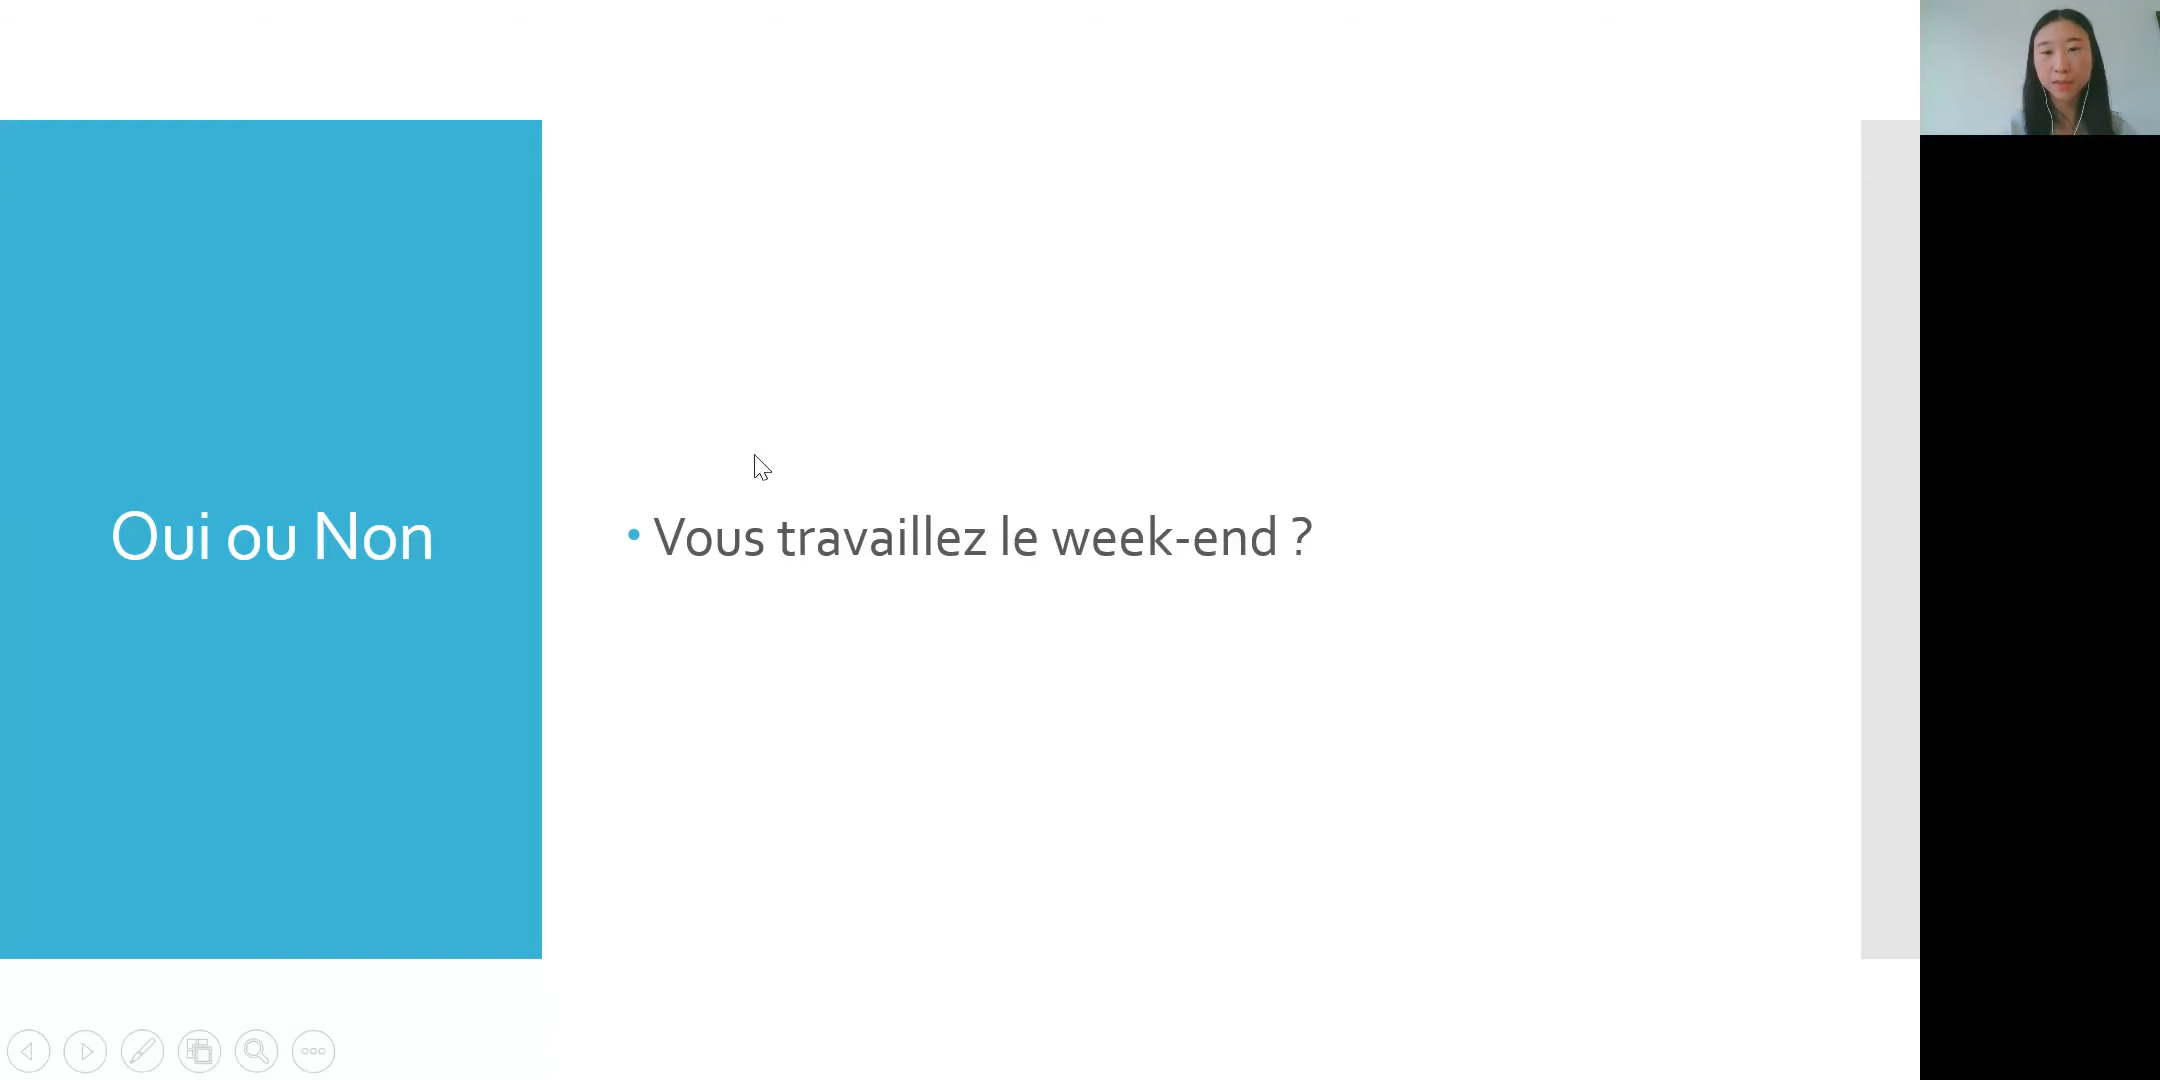 Oui ou Non
• Vous travaillez le week-end ?